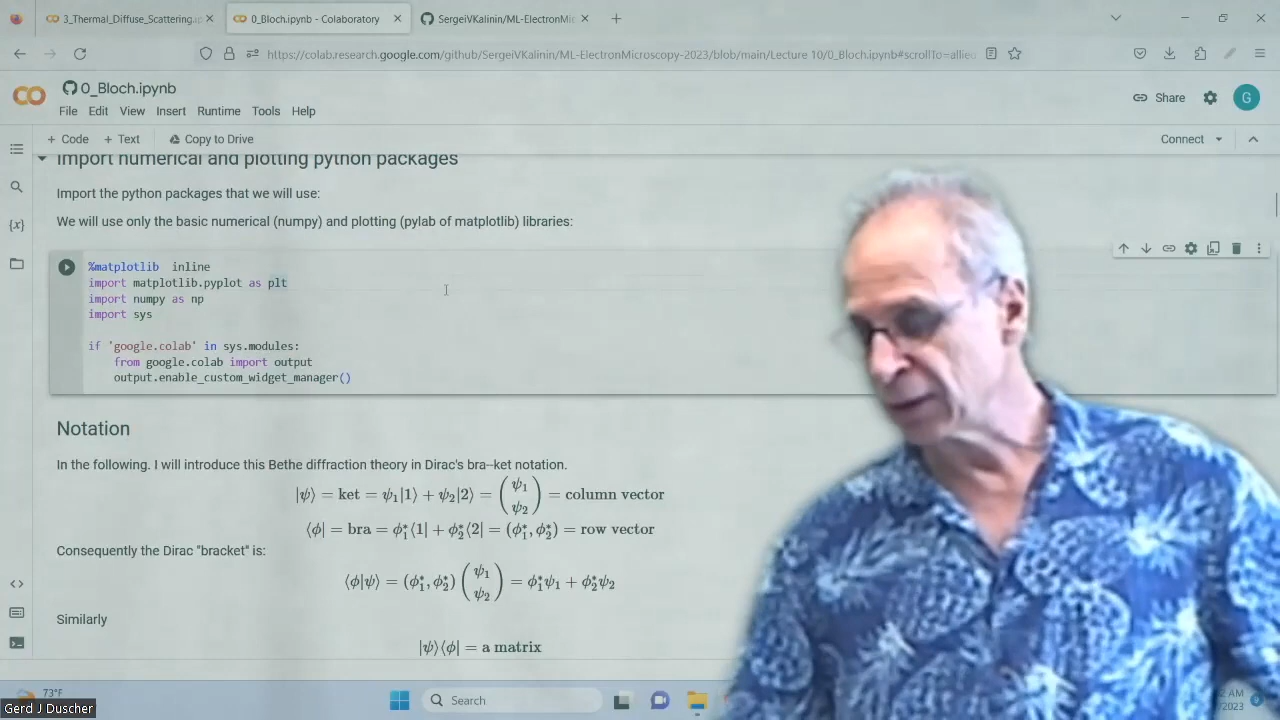 3_Thermal_Diffuse_Scattering.ip
0_Bloch.ipynb - Colaboratory
SergeiVKalinin/ML-ElectronMic
https://colab.research.google.com/github/SergeiVKalinin/ML-ElectronMicroscopy-2023/blob/main/Lecture 10/0_Bloch.ipynb#scrollTo=allied
0_Bloch.ipynb
Share
G
File Edit View Insert Runtime Tools Help
+ Code + Text Copy to Drive
Connect
Import numerical and plotting python packages
Import the python packages that we will use:
We will use only the basic numerical (numpy) and plotting (pylab of matplotlib) libraries:
%matplotlib inline
import matplotlib.pyplot as plt
import numpy as np
import sys
if 'google.colab' in sys.modules:
from google.colab import output
output.enable_custom_widget_manager()
Notation
In the following. I will introduce this Bethe diffraction theory in Dirac's bra–ket notation.
|ψ⟩ = ket = ψ₁|1⟩ + ψ₂|2⟩ = (ψ₁ ψ₂) = column vector
⟨ϕ| = bra = ϕ₁*⟨1| + ϕ₂*⟨2| = (ϕ₁*, ϕ₂*) = row vector
Consequently the Dirac "bracket" is:
⟨ϕ|ψ⟩ = (ϕ₁*, ϕ₂*) (ψ₁ ψ₂) = ϕ₁*ψ₁ + ϕ₂*ψ₂
Similarly
|ψ⟩⟨ϕ| = a matrix
73°F
Search
2 AM
/2023
Gerd J Duscher